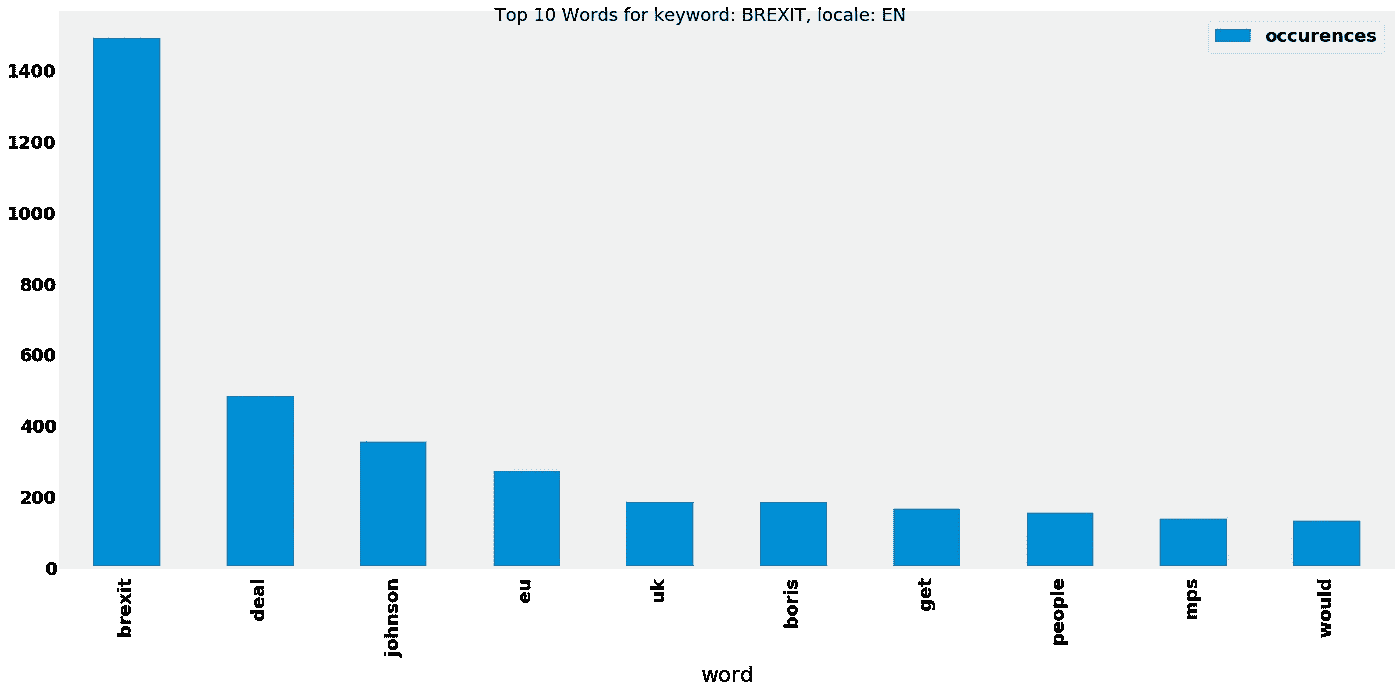 Top 10 Words for keyword: BREXIT, locale: EN
occurences
1400
1200
1000
800
600
400
200
0
brexit
deal
johnson
eu
uk
boris
get
people
mps
would
word